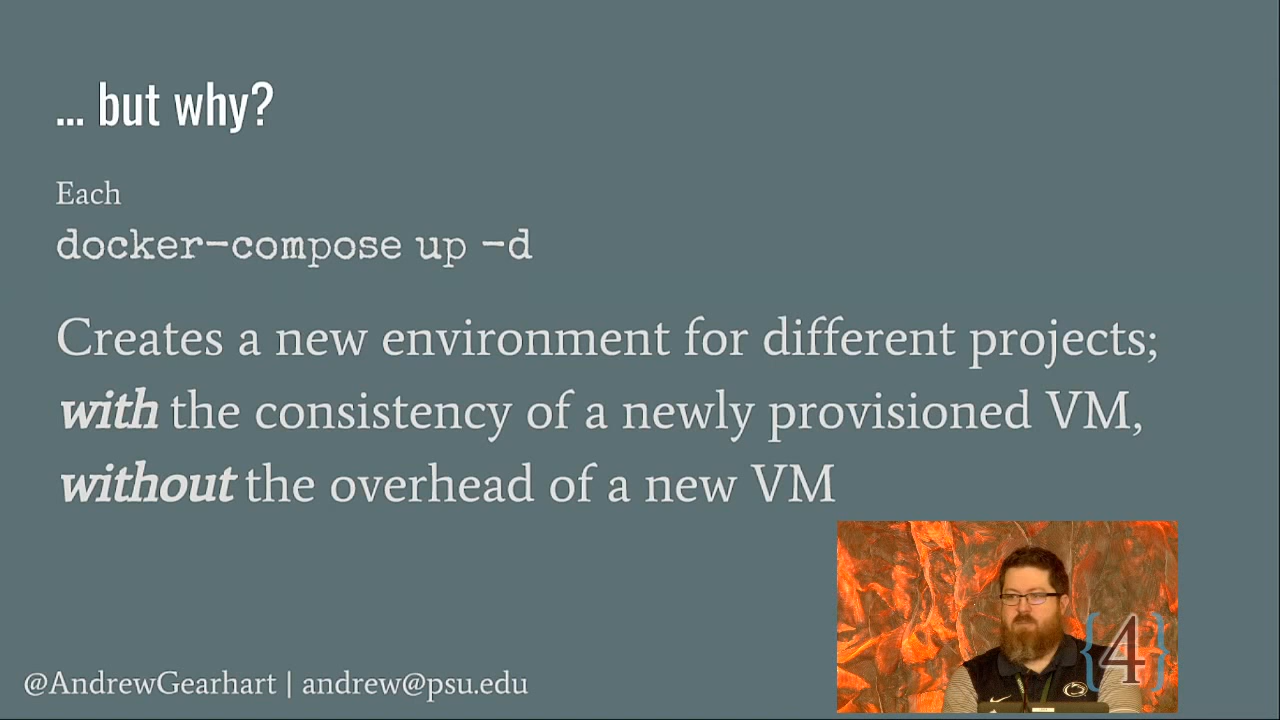 ... but why?
Each
docker-compose up -d
Creates a new environment for different projects;
with the consistency of a newly provisioned VM,
without the overhead of a new VM
{4}
@AndrewGearhart | andrew@psu.edu